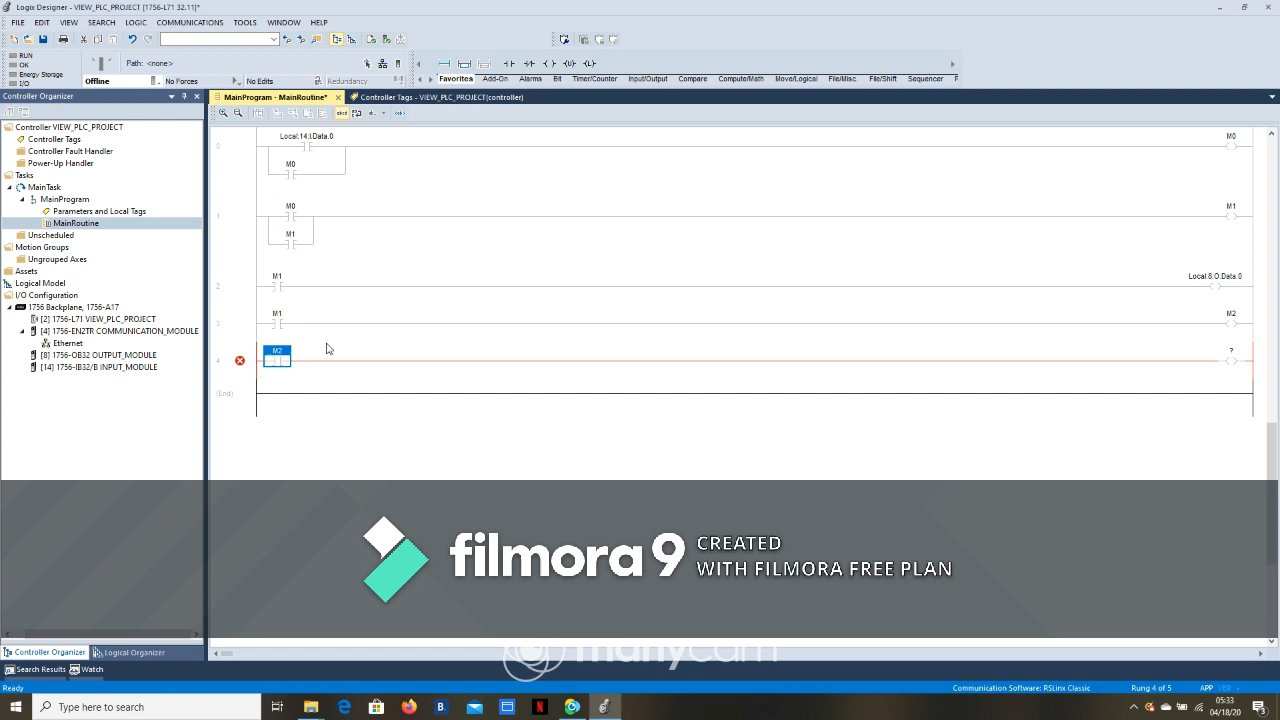 Logix Designer - VIEW_PLC_PROJECT [1756-L71 32.11]*
FILE EDIT VIEW SEARCH LOGIC COMMUNICATIONS TOOLS WINDOW HELP
RUN
OK
Energy Storage
I/O
Path: <none>
Offline No Forces No Edits Redundancy
Favorites Add-On Alarms Bit Timer/Counter Input/Output Compare Compute/Math Move/Logical File/Misc. File/Shift Sequencer
Controller Organizer
MainProgram - MainRoutine* Controller Tags - VIEW_PLC_PROJECT(controller)
Controller VIEW_PLC_PROJECT
Controller Tags
Controller Fault Handler
Power-Up Handler
Tasks
MainTask
MainProgram
Parameters and Local Tags
MainRoutine
Unscheduled
Motion Groups
Ungrouped Axes
Assets
Logical Model
I/O Configuration
1756 Backplane, 1756-A17
[2] 1756-L71 VIEW_PLC_PROJECT
[4] 1756-EN2TR COMMUNICATION_MODULE
Ethernet
[8] 1756-OB32 OUTPUT_MODULE
[14] 1756-IB32/B INPUT_MODULE
Local:14:I.Data.0 M0
0
M0
M0 M1
1
M1
M1 Local:8:O.Data.0
2
M1 M2
3
M2 ?
4
(End)
filmora 9 CREATED
WITH FILMORA FREE PLAN
manycam
Controller Organizer Logical Organizer
Search Results Watch
Ready Communication Software: RSLinx Classic Rung 4 of 5 APP VER
Type here to search
05:33
04/18/20